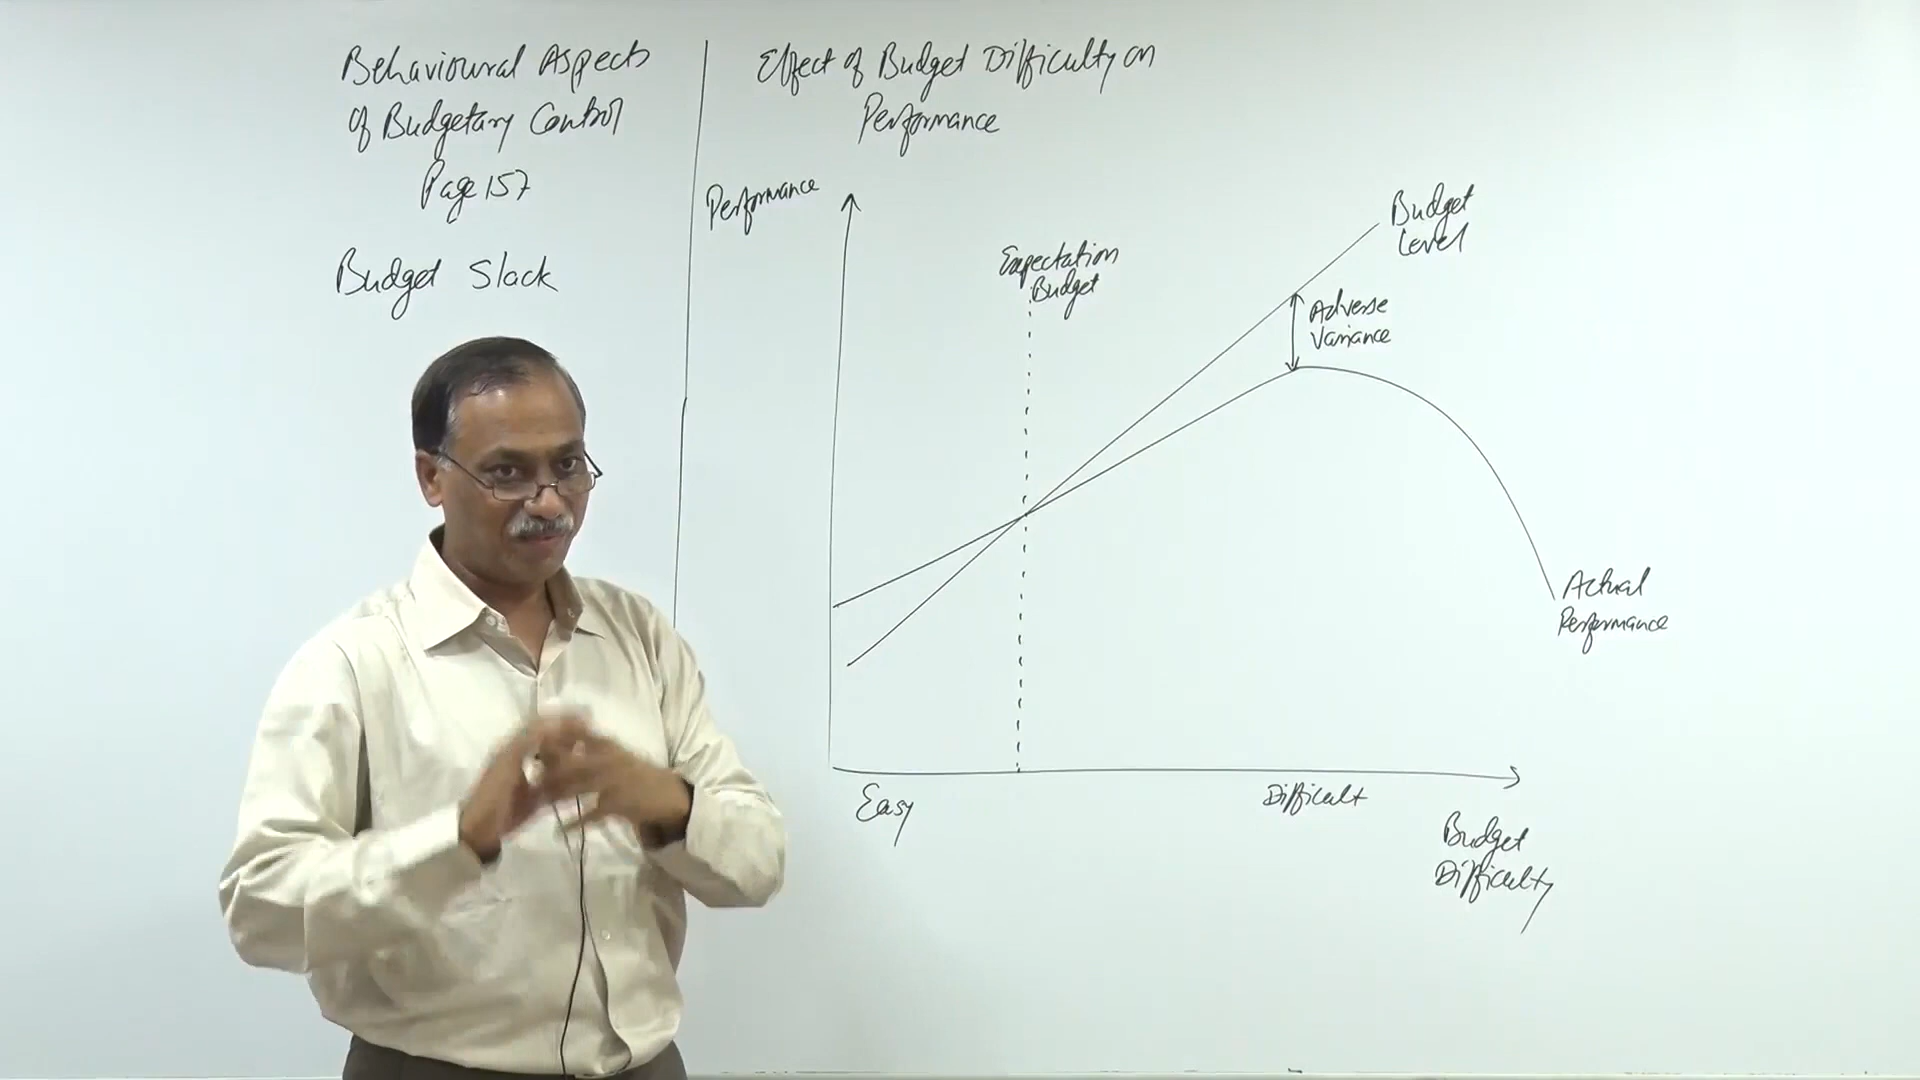 Behavioural Aspects
of Budgetary Control
Page 157
Budget Slack
Effect of Budget Difficulty on
Performance
Performance
Expectation
Budget
Budget
Level
Adverse
Variance
Actual
Performance
Easy
Difficult
Budget
Difficulty